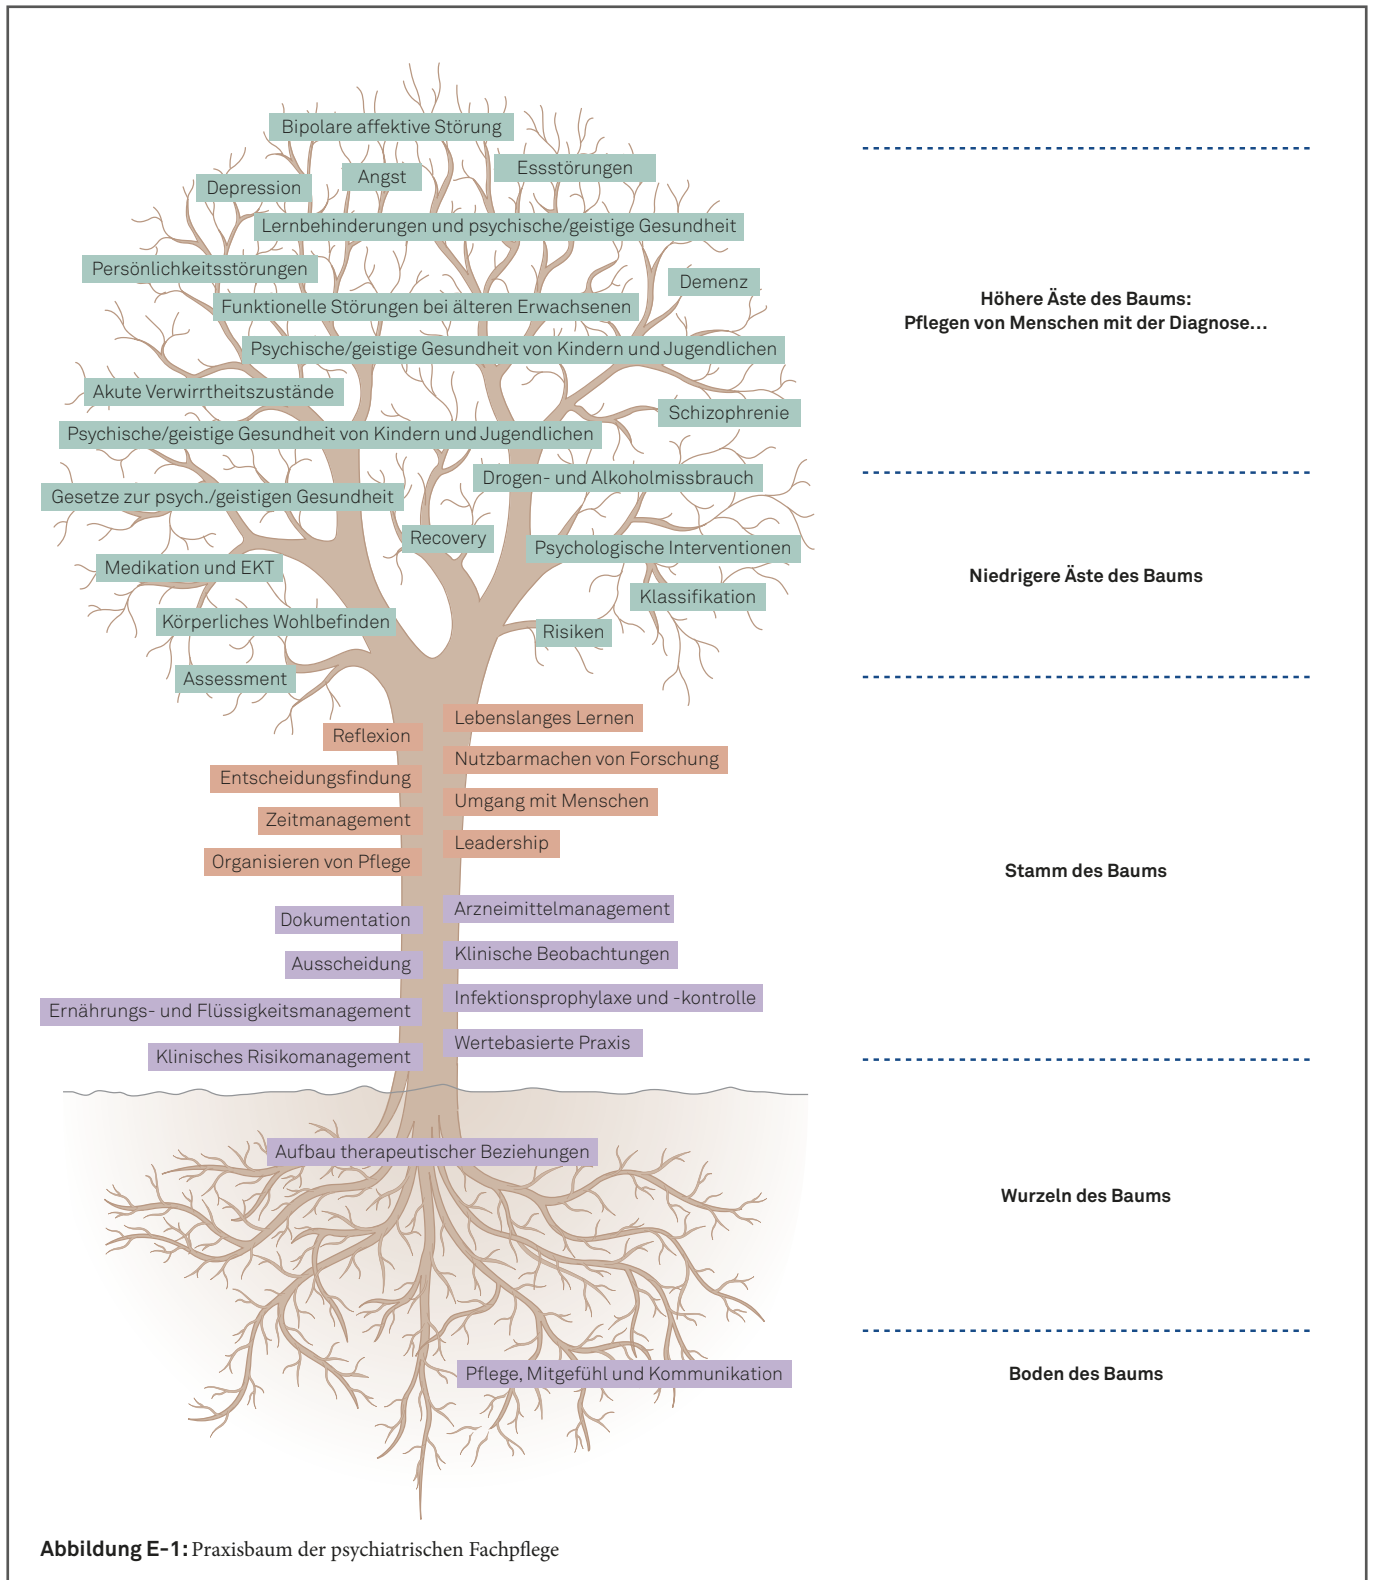 Bipolare affektive Störung
Essstörungen
Angst
Depression
Lernbehinderungen und psychische/geistige Gesundheit
Persönlichkeitsstörungen
Demenz
Funktionelle Störungen bei älteren Erwachsenen
Höhere Äste des Baums:
Pflegen von Menschen mit der Diagnose...
Psychische/geistige Gesundheit von Kindern und Jugendlichen
Akute Verwirrtheitszustände
Schizophrenie
Psychische/geistige Gesundheit von Kindern und Jugendlichen
Drogen- und Alkoholmissbrauch
Gesetze zur psych./geistigen Gesundheit
Recovery
Psychologische Interventionen
Medikation und EKT
Niedrigere Äste des Baums
Klassifikation
Körperliches Wohlbefinden
Risiken
Assessment
Lebenslanges Lernen
Reflexion
Nutzbarmachen von Forschung
Entscheidungsfindung
Umgang mit Menschen
Zeitmanagement
Leadership
Organisieren von Pflege
Stamm des Baums
Arzneimittelmanagement
Dokumentation
Klinische Beobachtungen
Ausscheidung
Infektionsprophylaxe und -kontrolle
Ernährungs- und Flüssigkeitsmanagement
Wertebasierte Praxis
Klinisches Risikomanagement
Aufbau therapeutischer Beziehungen
Wurzeln des Baums
Pflege, Mitgefühl und Kommunikation
Boden des Baums
Abbildung E-1: Praxisbaum der psychiatrischen Fachpflege